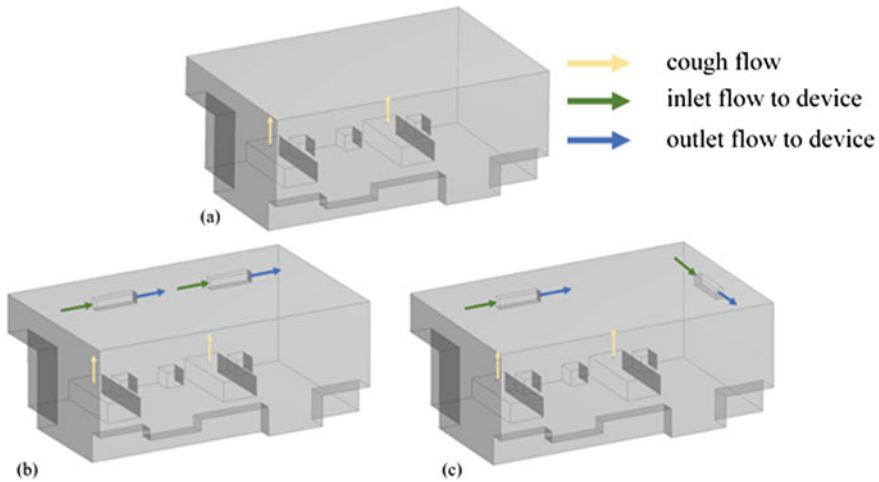 cough flow
inlet flow to device
outlet flow to device
(a)
(b)
(c)